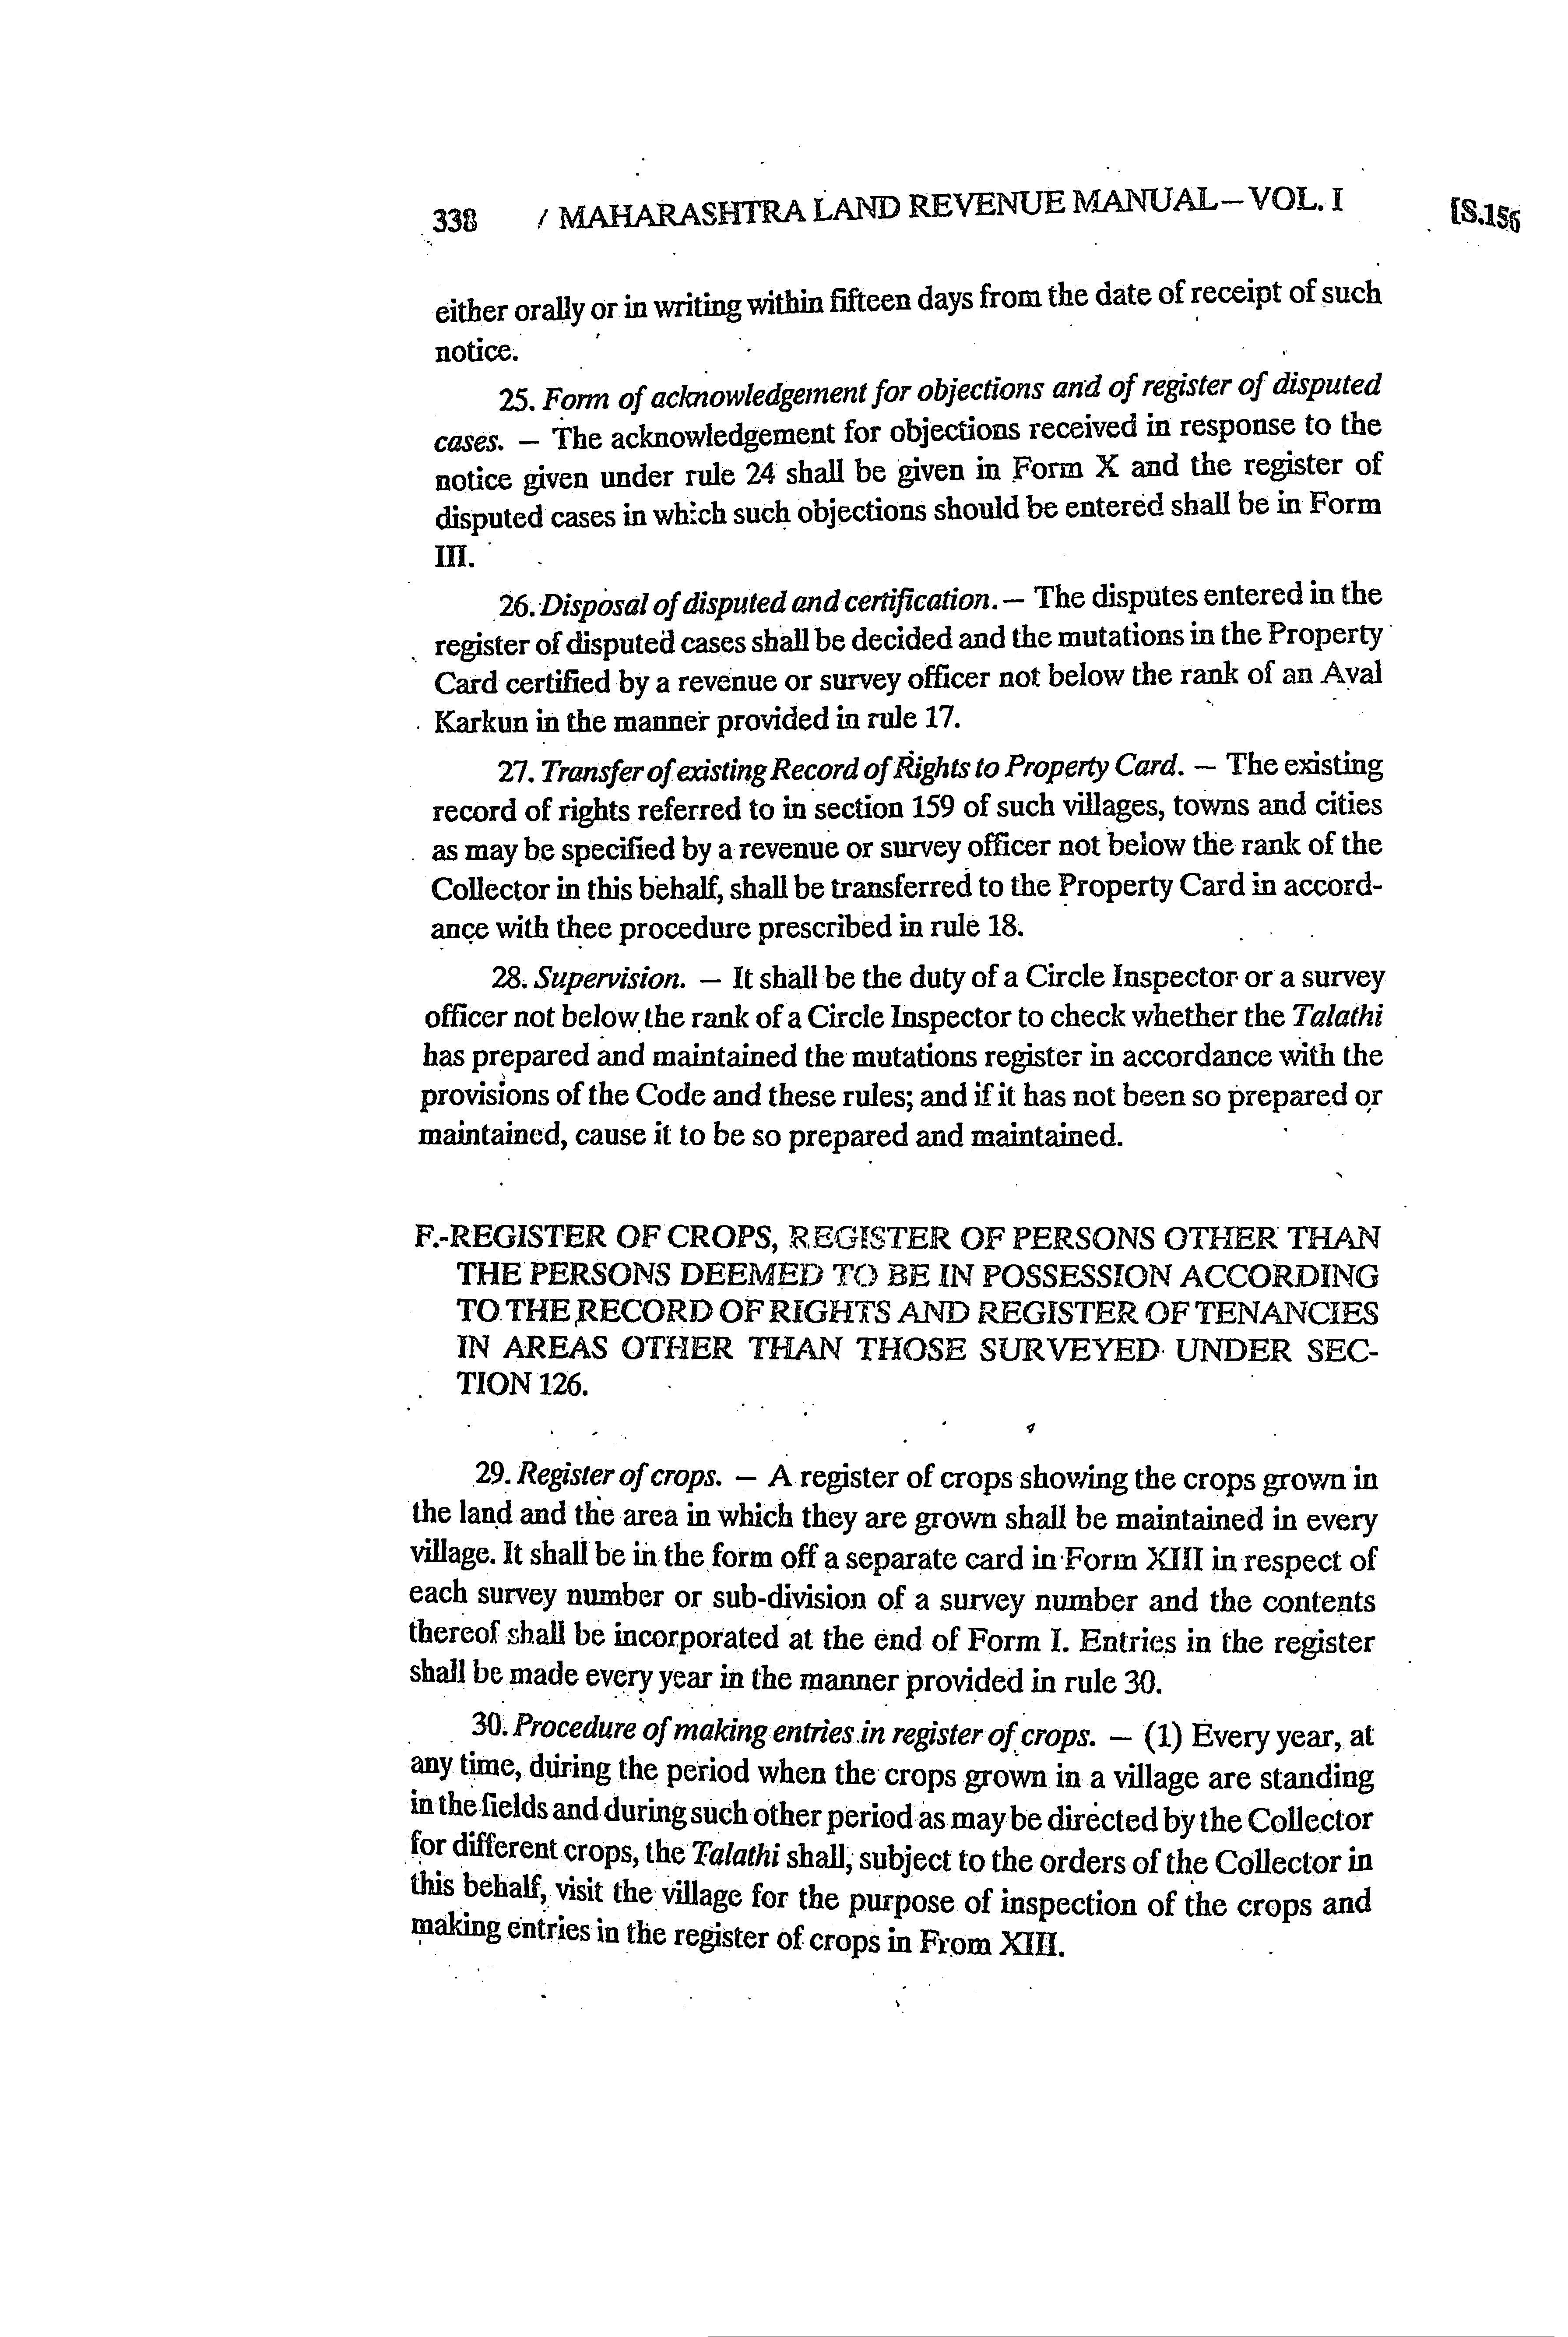 338 / MAHARASHTRA LAND REVENUE MANUAL—VOL. I [S.156
either orally or in writing within fifteen days from the date of receipt of such
notice.
25. Form of acknowledgement for objections and of register of disputed
cases. — The acknowledgement for objections received in response to the
notice given under rule 24 shall be given in Form X and the register of
disputed cases in which such objections should be entered shall be in Form
III.
26. Disposal of disputed and certification. — The disputes entered in the
register of disputed cases shall be decided and the mutations in the Property
Card certified by a revenue or survey officer not below the rank of an Aval
Karkun in the manner provided in rule 17.
27. Transfer of existing Record of Rights to Property Card. — The existing
record of rights referred to in section 159 of such villages, towns and cities
as may be specified by a revenue or survey officer not below the rank of the
Collector in this behalf, shall be transferred to the Property Card in accord-
ance with thee procedure prescribed in rule 18.
28. Supervision. — It shall be the duty of a Circle Inspector or a survey
officer not below the rank of a Circle Inspector to check whether the Talathi
has prepared and maintained the mutations register in accordance with the
provisions of the Code and these rules; and if it has not been so prepared or
maintained, cause it to be so prepared and maintained.
F.-REGISTER OF CROPS, REGISTER OF PERSONS OTHER THAN
THE PERSONS DEEMED TO BE IN POSSESSION ACCORDING
TO THE RECORD OF RIGHTS AND REGISTER OF TENANCIES
IN AREAS OTHER THAN THOSE SURVEYED UNDER SEC-
TION 126.
29. Register of crops. — A register of crops showing the crops grown in
the land and the area in which they are grown shall be maintained in every
village. It shall be in the form off a separate card in Form XIII in respect of
each survey number or sub-division of a survey number and the contents
thereof shall be incorporated at the end of Form I. Entries in the register
shall be made every year in the manner provided in rule 30.
30. Procedure of making entries in register of crops. — (1) Every year, at
any time, during the period when the crops grown in a village are standing
in the fields and during such other period as may be directed by the Collector
for different crops, the Talathi shall, subject to the orders of the Collector in
this behalf, visit the village for the purpose of inspection of the crops and
making entries in the register of crops in From XIII.